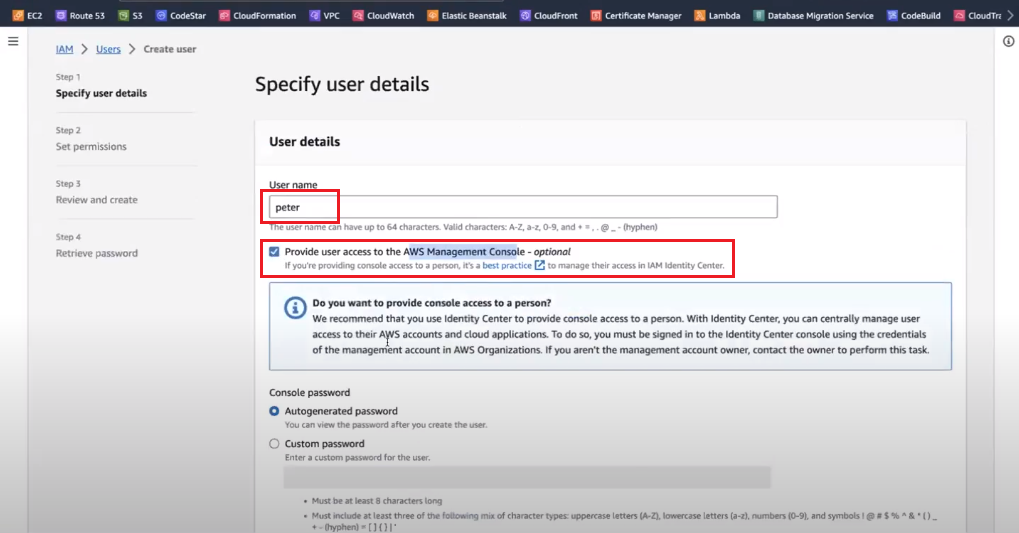 EC2 Route 53 S3 CodeStar CloudFormation VPC CloudWatch Elastic Beanstalk CloudFront Certificate Manager Lambda Database Migration Service CodeBuild CloudTra
IAM Users Create user
Step 1
Specify user details
Step 2
Set permissions
Step 3
Review and create
Step 4
Retrieve password
Specify user details
User details
User name
peter
The user name can have up to 64 characters. Valid characters: A-Z, a-z, 0-9, and + = , . @ _ - (hyphen)
Provide user access to the AWS Management Console - optional
If you're providing console access to a person, it's a best practice to manage their access in IAM Identity Center.
Do you want to provide console access to a person?
We recommend that you use Identity Center to provide console access to a person. With Identity Center, you can centrally manage user
access to their AWS accounts and cloud applications. To do so, you must be signed in to the Identity Center console using the credentials
of the management account in AWS Organizations. If you aren't the management account owner, contact the owner to perform this task.
Console password
Autogenerated password
You can view the password after you create the user.
Custom password
Enter a custom password for the user.
• Must be at least 8 characters long
• Must include at least three of the following mix of character types: uppercase letters (A-Z), lowercase letters (a-z), numbers (0-9), and symbols ! @ # $ % ^ & * ( ) _
+ - (hyphen) = [ ] { } | '